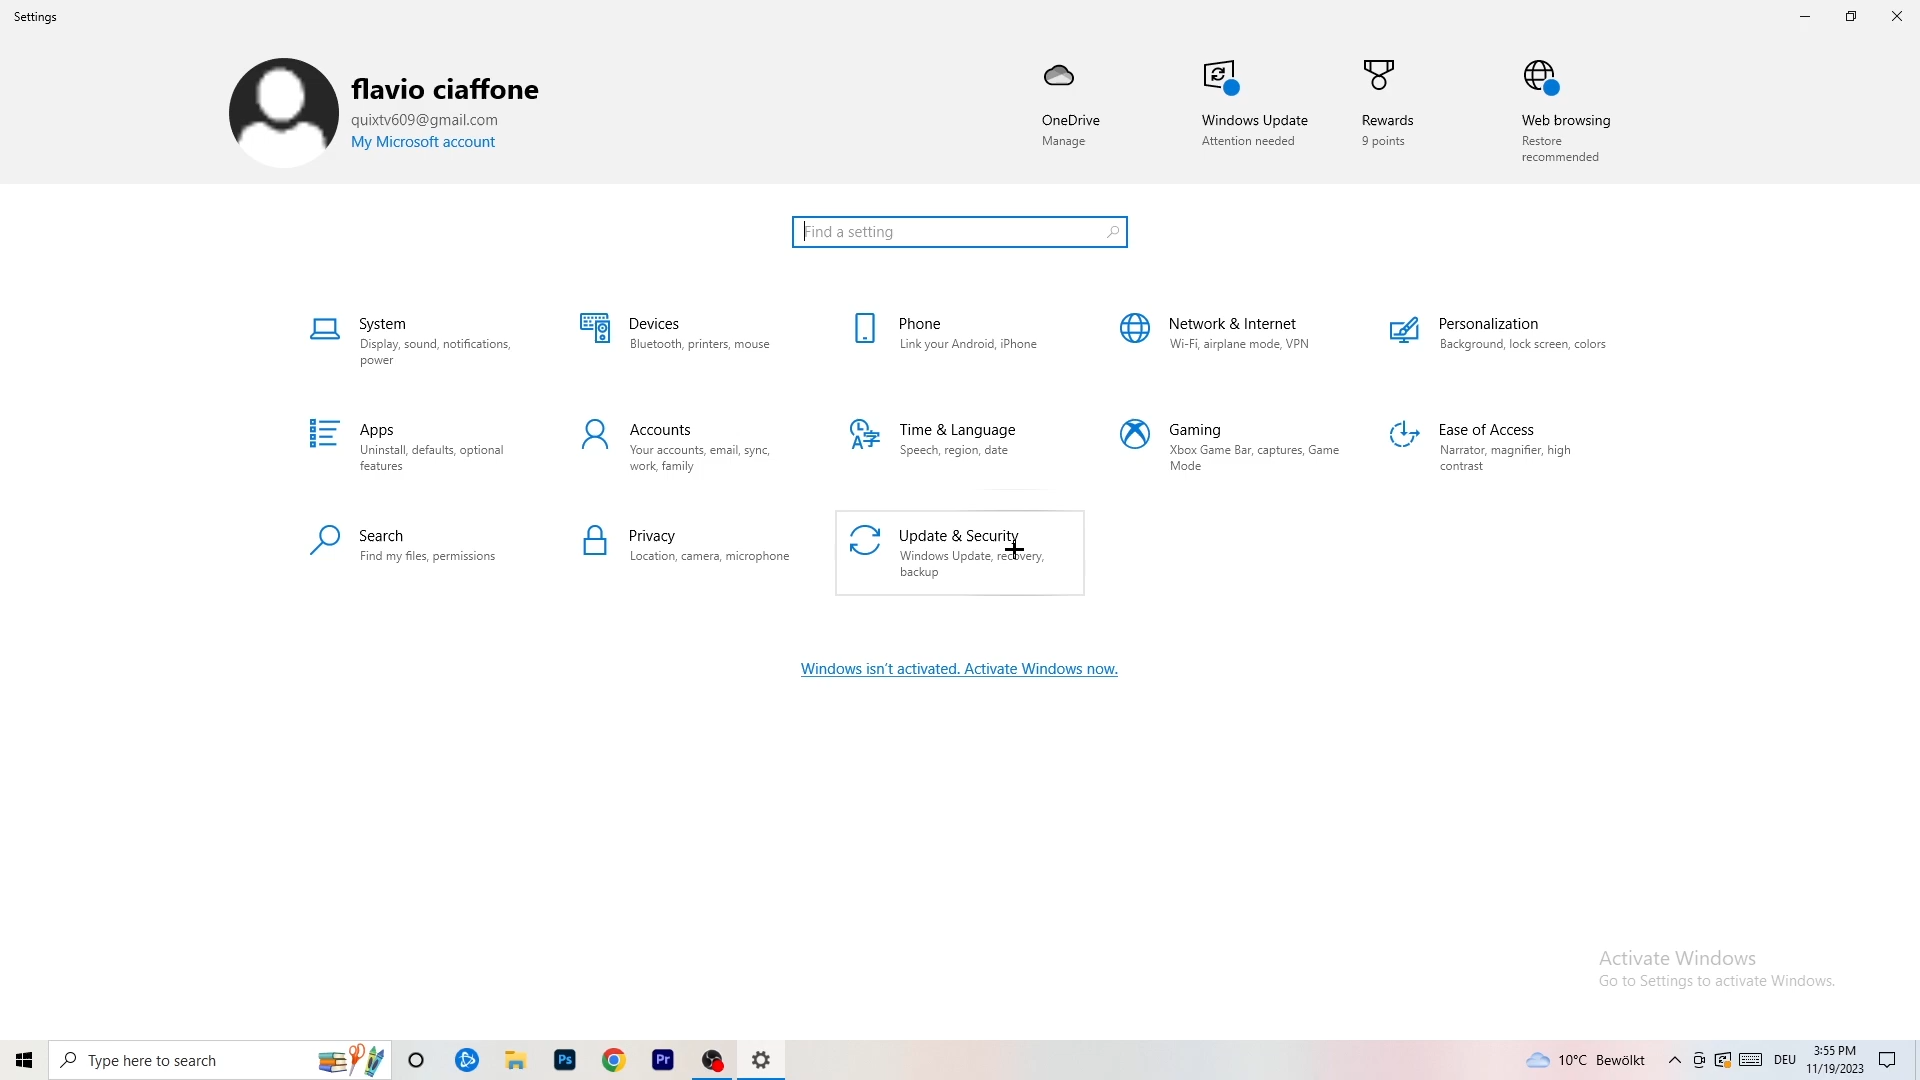 Settings
flavio ciaffone
quixtv609@gmail.com
My Microsoft account
OneDrive
Manage
Windows Update
Attention needed
Rewards
9 points
Web browsing
Restore
recommended
Find a setting
System
Display, sound, notifications,
power
Devices
Bluetooth, printers, mouse
Phone
Link your Android, iPhone
Network & Internet
Wi-Fi, airplane mode, VPN
Personalization
Background, lock screen, colors
Apps
Uninstall, defaults, optional
features
Accounts
Your accounts, email, sync,
work, family
Time & Language
Speech, region, date
Gaming
Xbox Game Bar, captures, Game
Mode
Ease of Access
Narrator, magnifier, high
contrast
Search
Find my files, permissions
Privacy
Location, camera, microphone
Update & Security
Windows Update, recovery,
backup
Windows isn't activated. Activate Windows now.
Activate Windows
Go to Settings to activate Windows.
Type here to search
Ps
Pr
10°C Bewölkt
DEU
3:55 PM
11/19/2023